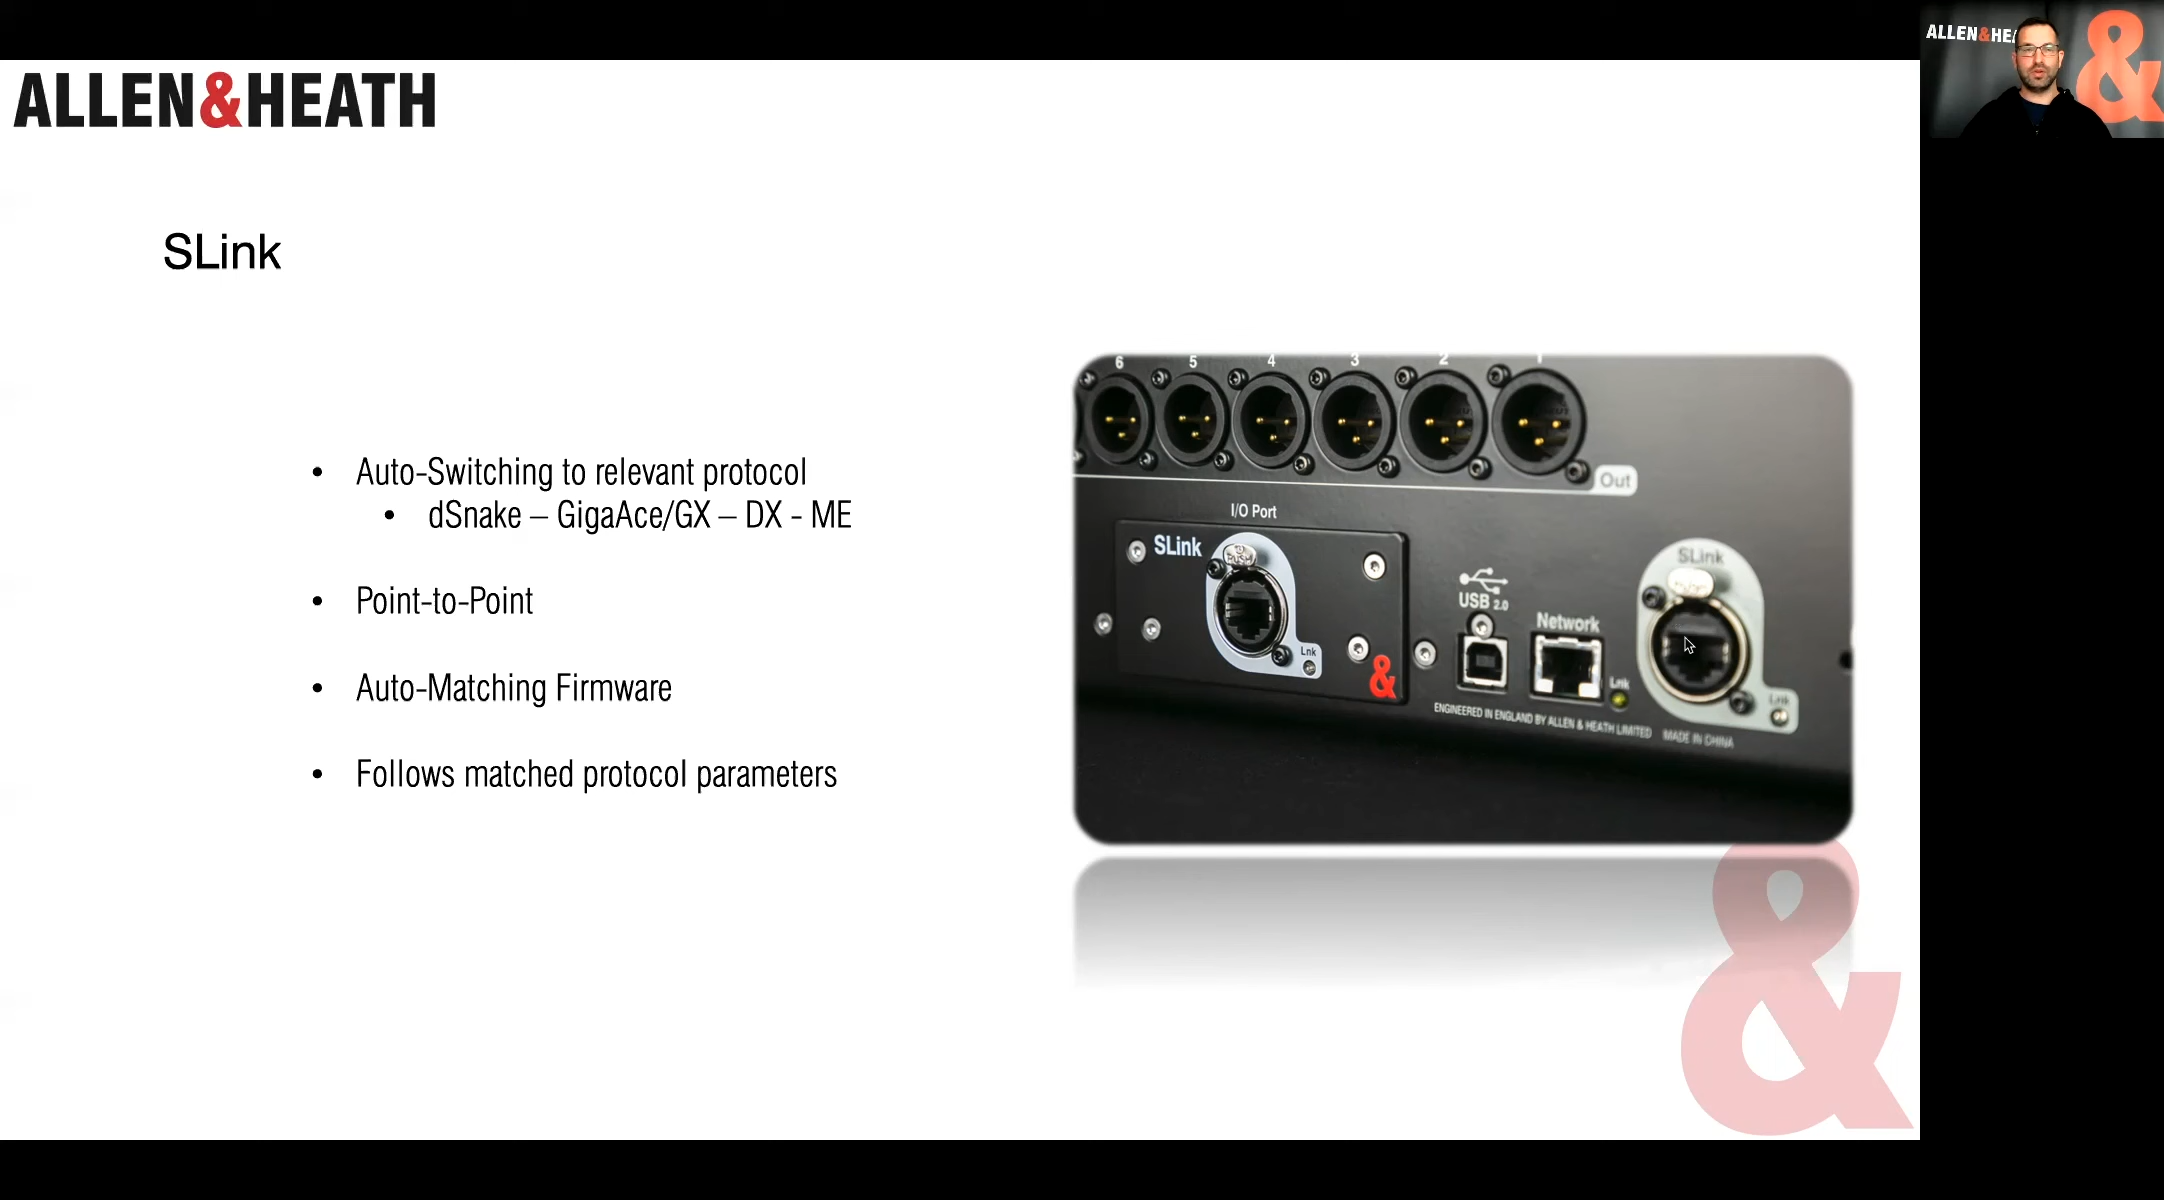 ALLEN&HEATH
ALLEN&HEA
SLink
• Auto-Switching to relevant protocol
• dSnake – GigaAce/GX – DX - ME
• Point-to-Point
• Auto-Matching Firmware
• Follows matched protocol parameters
6 5 4 3 2 1
Out
I/O Port
SLink
PUSH
Lnk
&
USB 2.0
Network
Lnk
SLink
Lnk
ENGINEERED IN ENGLAND BY ALLEN & HEATH LIMITED MADE IN CHINA
&
&